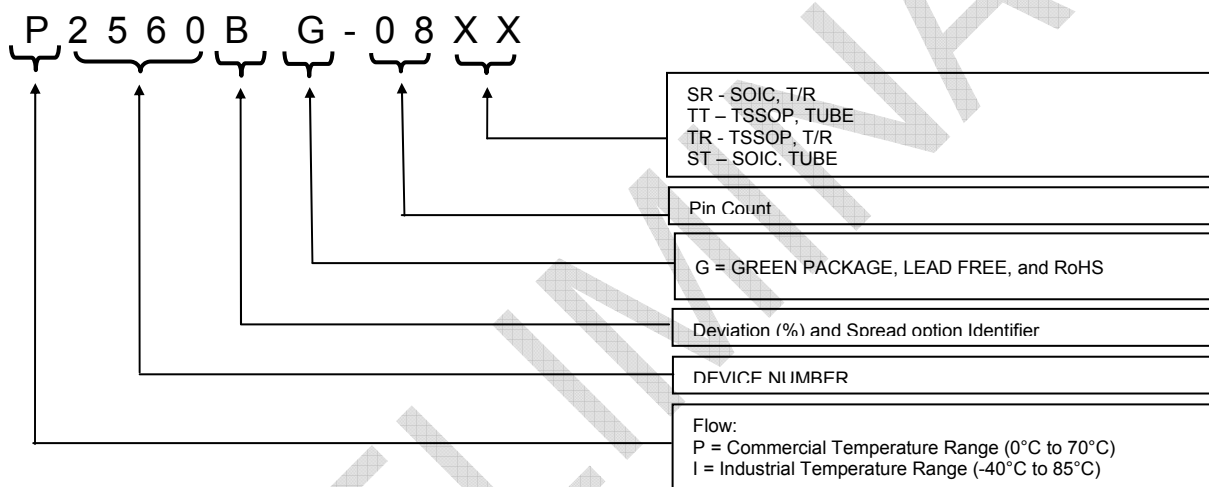 P 2 5 6 0 B G - 0 8 X X
SR - SOIC, T/R
TT – TSSOP, TUBE
TR - TSSOP, T/R
ST – SOIC, TUBE
Pin Count
G = GREEN PACKAGE, LEAD FREE, and RoHS
Deviation (%) and Spread option Identifier
DEVICE NUMBER
Flow:
P = Commercial Temperature Range (0°C to 70°C)
I = Industrial Temperature Range (-40°C to 85°C)